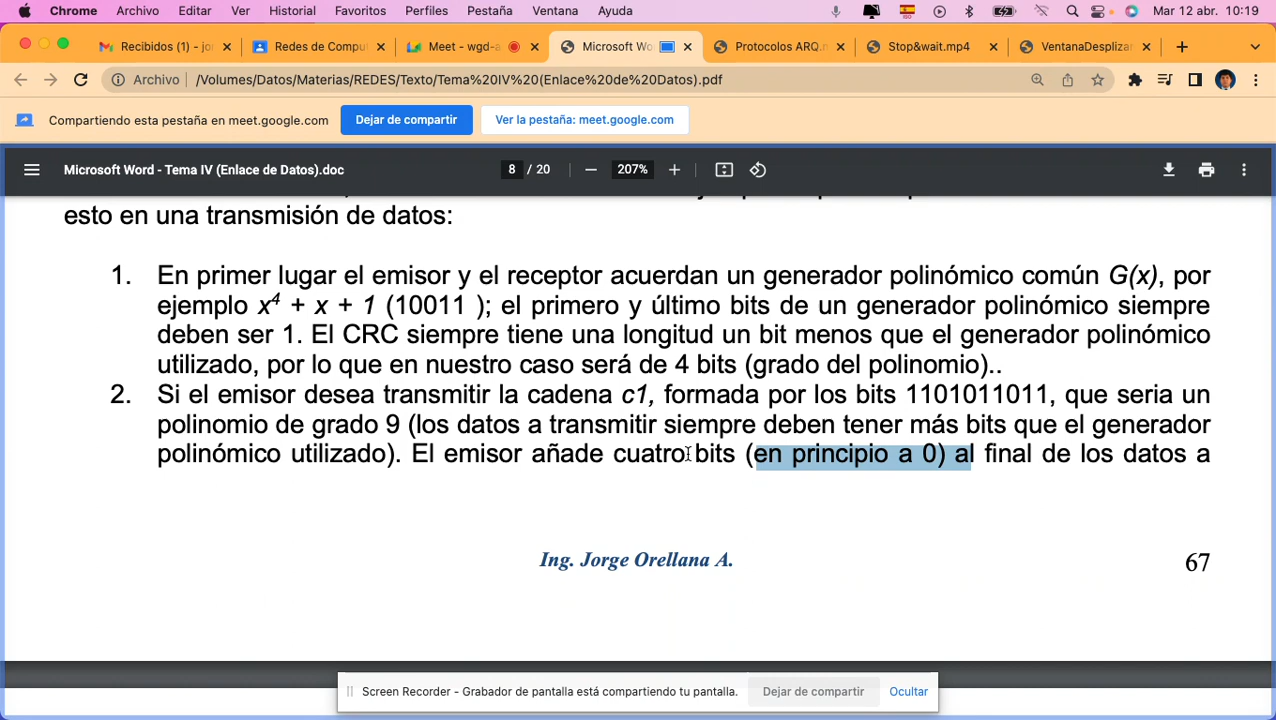 Chrome Archivo Editar Ver Historial Favoritos Perfiles Pestaña Ventana Ayuda ISO Mar 12 abr. 10:19
Recibidos (1) - jo Redes de Compu Meet - wgd-a Microsoft Wo Protocolos ARQ.m Stop&wait.mp4 VentanaDesplizar
Archivo /Volumes/Datos/Materias/REDES/Texto/Tema%20IV%20(Enlace%20de%20Datos).pdf
Compartiendo esta pestaña en meet.google.com Dejar de compartir Ver la pestaña: meet.google.com
Microsoft Word - Tema IV (Enlace de Datos).doc 8 / 20 207%
esto en una transmisión de datos:
1. En primer lugar el emisor y el receptor acuerdan un generador polinómico común G(x), por
ejemplo x⁴ + x + 1 (10011 ); el primero y último bits de un generador polinómico siempre
deben ser 1. El CRC siempre tiene una longitud un bit menos que el generador polinómico
utilizado, por lo que en nuestro caso será de 4 bits (grado del polinomio)..
2. Si el emisor desea transmitir la cadena c1, formada por los bits 1101011011, que seria un
polinomio de grado 9 (los datos a transmitir siempre deben tener más bits que el generador
polinómico utilizado). El emisor añade cuatro bits (en principio a 0) al final de los datos a
Ing. Jorge Orellana A. 67
Screen Recorder - Grabador de pantalla está compartiendo tu pantalla. Dejar de compartir Ocultar